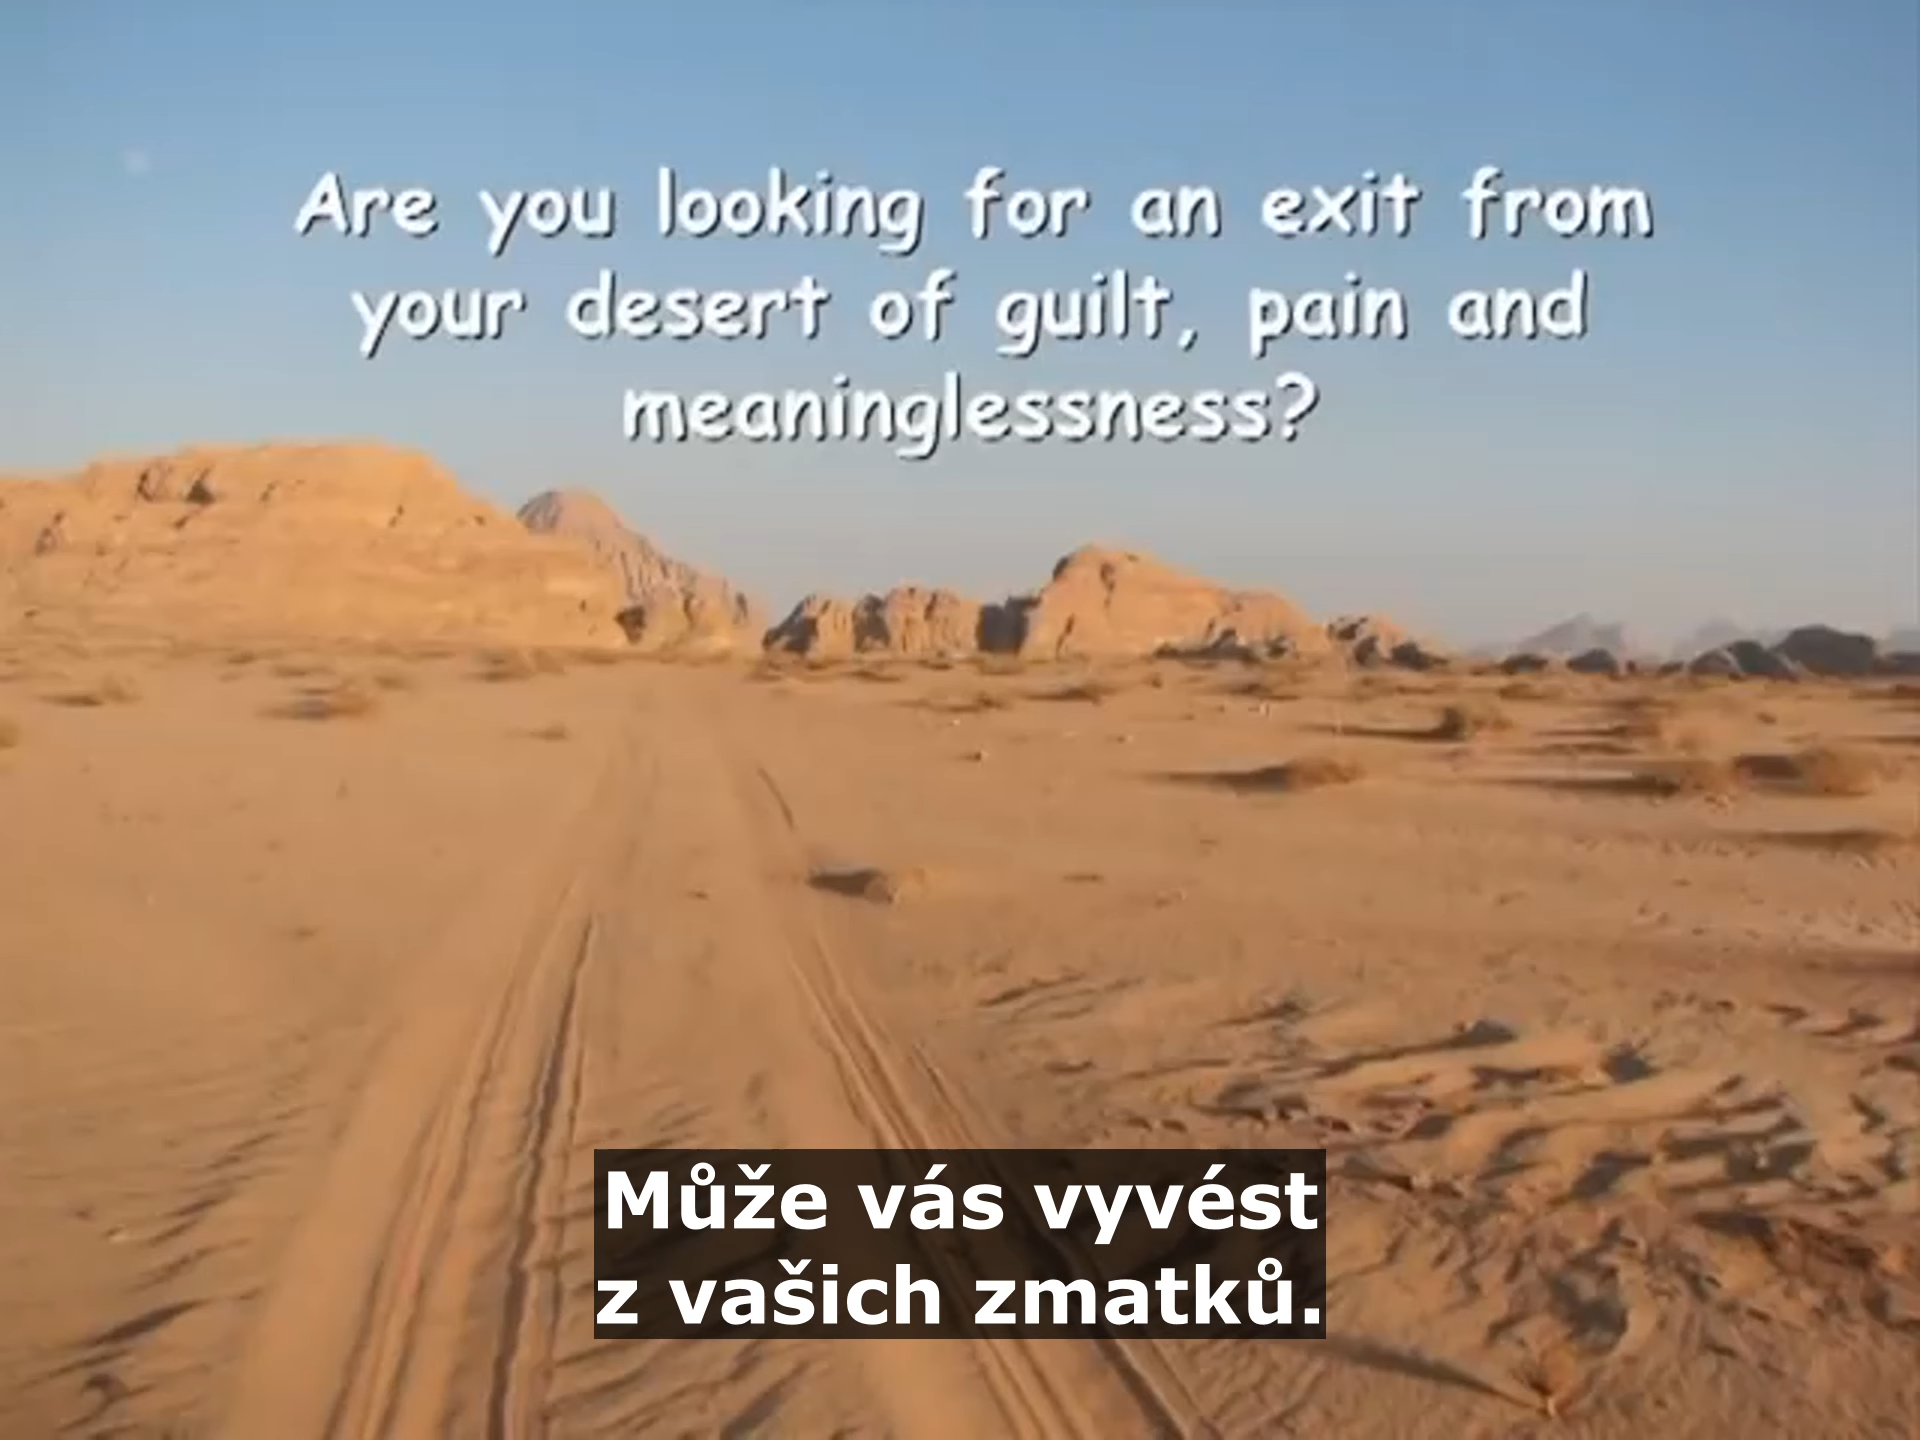 Are you looking for an exit from
your desert of guilt, pain and
meaninglessness?
Může vás vyvést
z vašich zmatků.